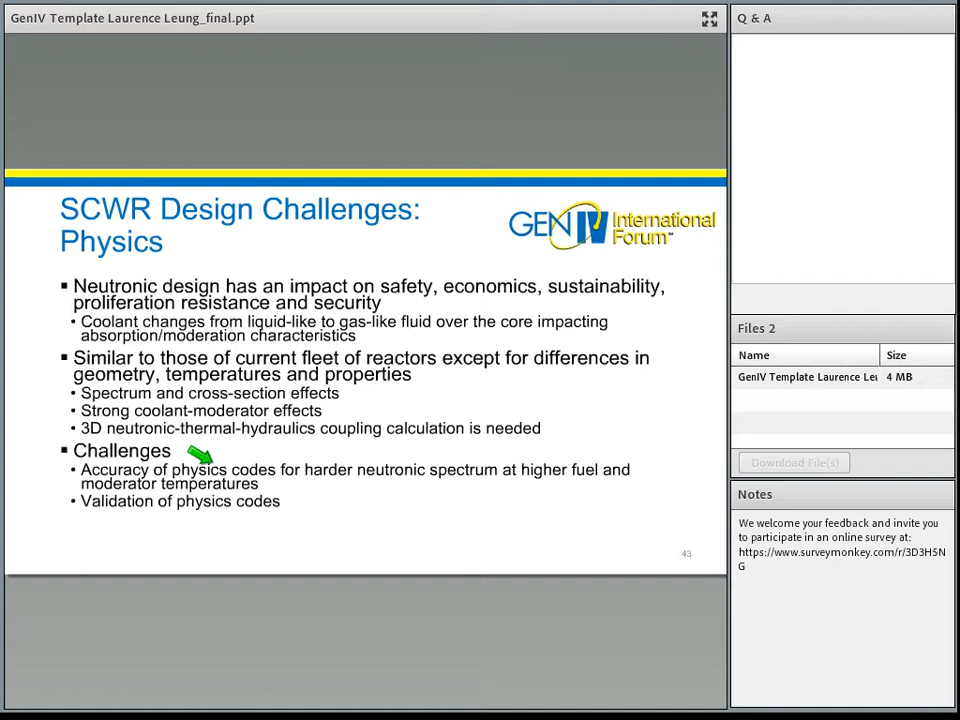 GenIV Template Laurence Leung_final.ppt
SCWR Design Challenges:
Physics
GEN IV International
Forum™
▪ Neutronic design has an impact on safety, economics, sustainability,
proliferation resistance and security
• Coolant changes from liquid-like to gas-like fluid over the core impacting
absorption/moderation characteristics
▪ Similar to those of current fleet of reactors except for differences in
geometry, temperatures and properties
• Spectrum and cross-section effects
• Strong coolant-moderator effects
• 3D neutronic-thermal-hydraulics coupling calculation is needed
▪ Challenges
• Accuracy of physics codes for harder neutronic spectrum at higher fuel and
moderator temperatures
• Validation of physics codes
43
Q & A
Files 2
Name Size
GenIV Template Laurence Leu 4 MB
Download File(s)
Notes
We welcome your feedback and invite you
to participate in an online survey at:
https://www.surveymonkey.com/r/3D3H5N
G